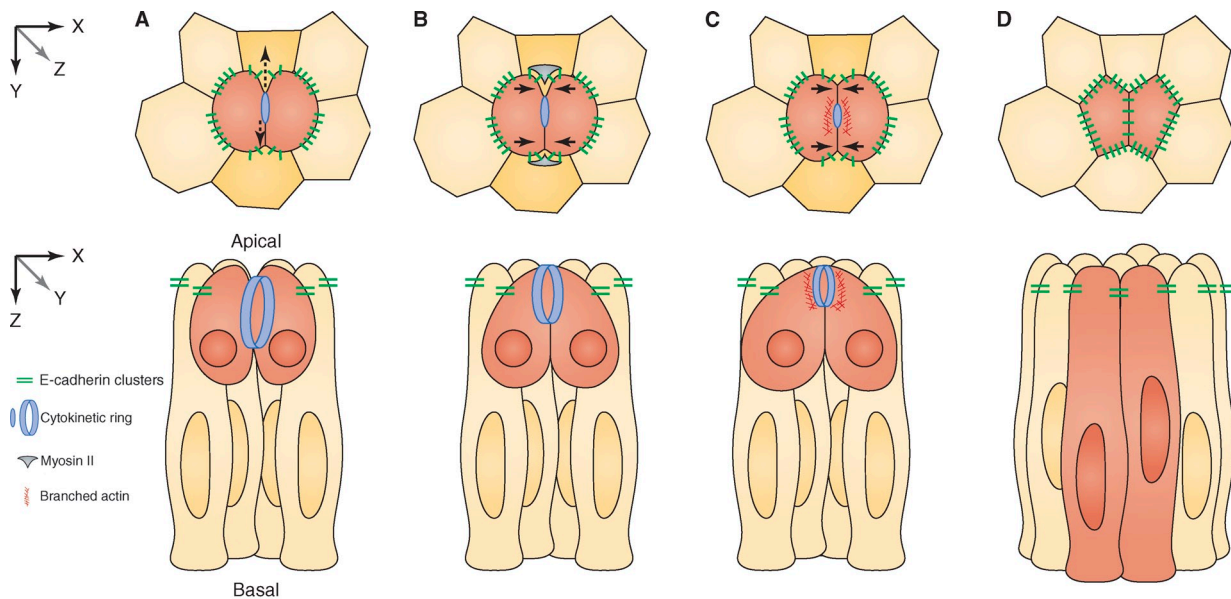 A
B
C
D
X
Z
Y
Apical
X
Y
Z
E-cadherin clusters
Cytokinetic ring
Myosin II
Branched actin
Basal